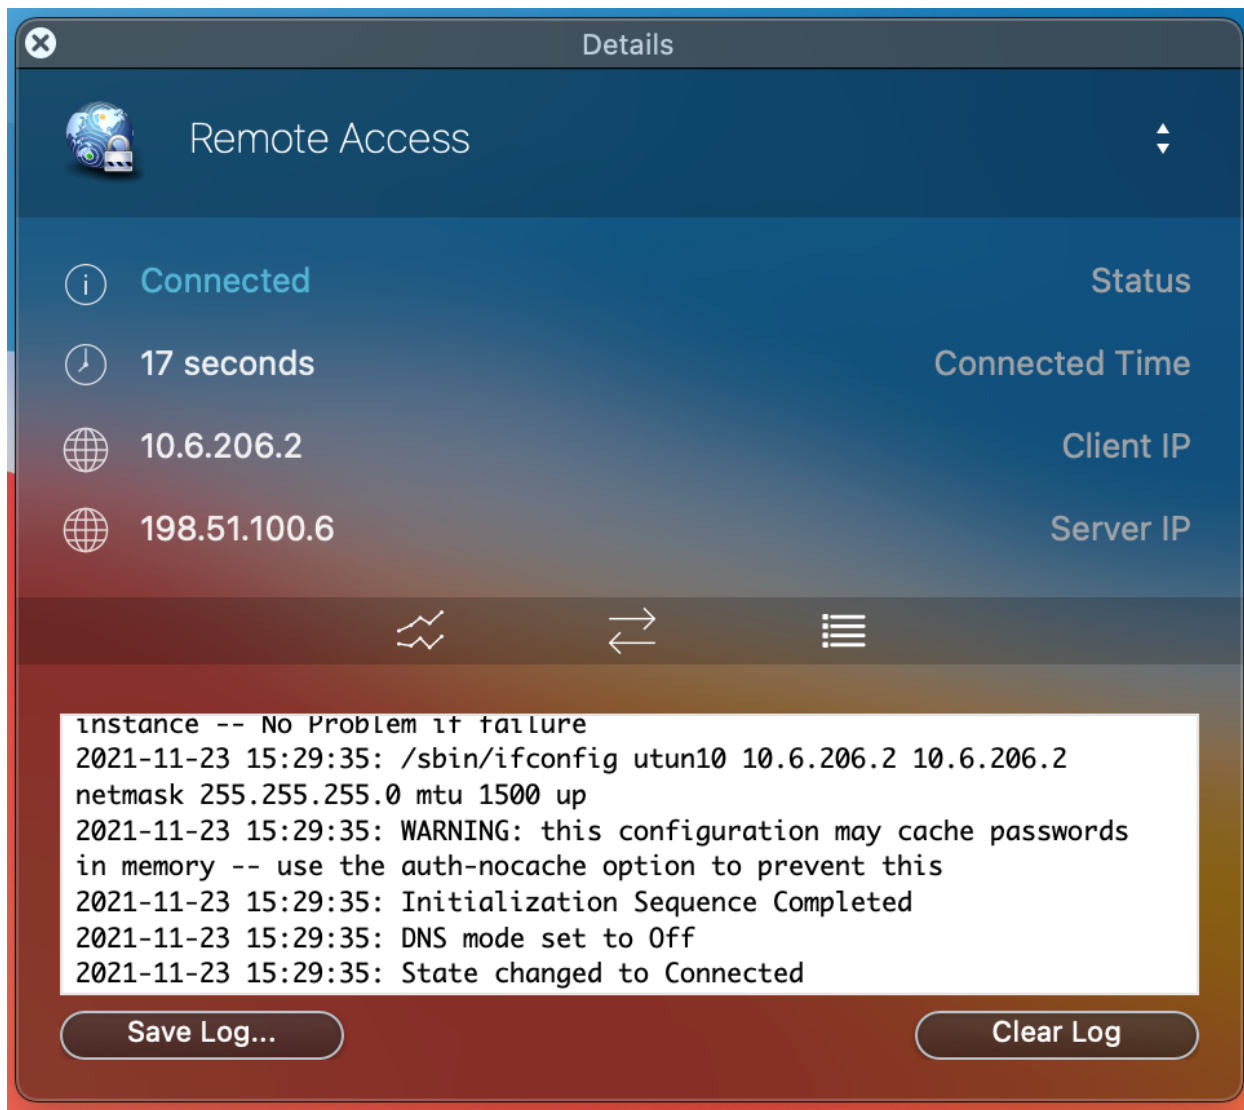 Details
Remote Access
Connected Status
17 seconds Connected Time
10.6.206.2 Client IP
198.51.100.6 Server IP
instance -- No Problem if failure
2021-11-23 15:29:35: /sbin/ifconfig utun10 10.6.206.2 10.6.206.2
netmask 255.255.255.0 mtu 1500 up
2021-11-23 15:29:35: WARNING: this configuration may cache passwords
in memory -- use the auth-nocache option to prevent this
2021-11-23 15:29:35: Initialization Sequence Completed
2021-11-23 15:29:35: DNS mode set to Off
2021-11-23 15:29:35: State changed to Connected
Save Log... Clear Log